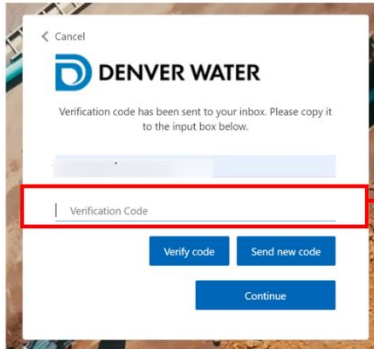 Cancel
DENVER WATER
Verification code has been sent to your inbox. Please copy it
to the input box below.
Verification Code
Verify code
Send new code
Continue